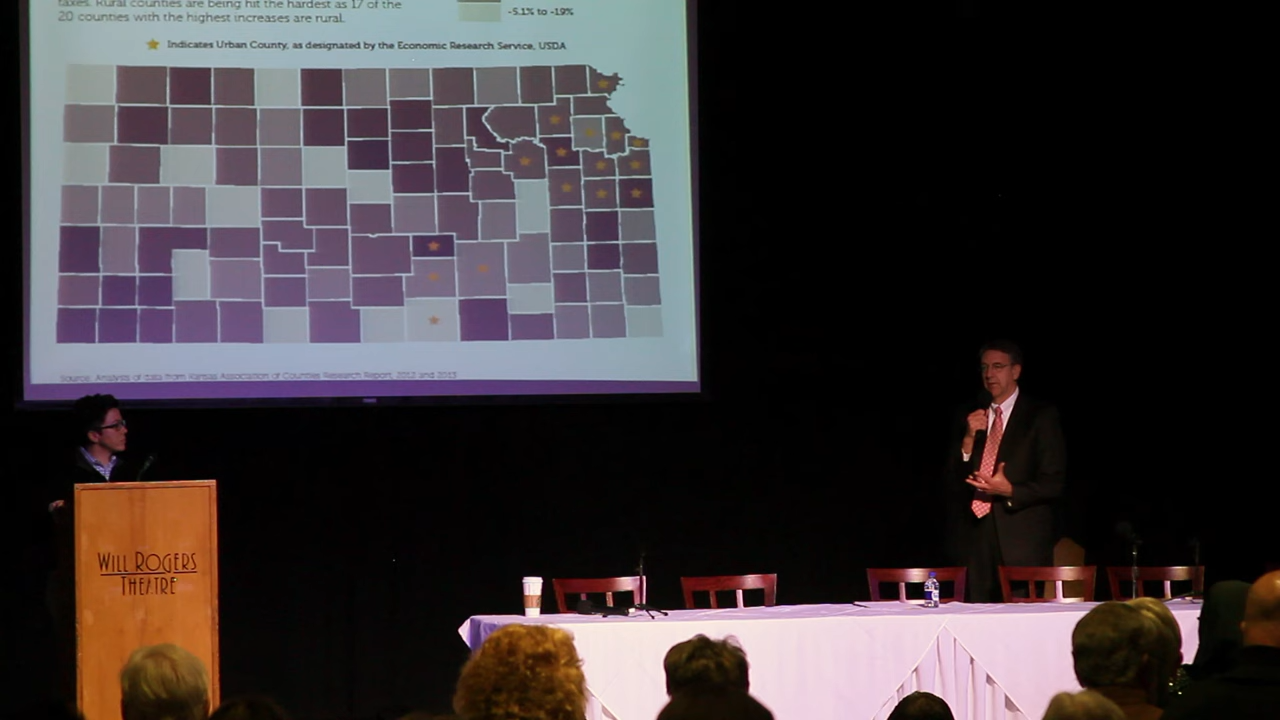 taxes. Rural counties are being hit the hardest as 17 of the
20 counties with the highest increases are rural.
-5.1% to -19%
Indicates Urban County, as designated by the Economic Research Service, USDA
Source: Analysis of data from Kansas Association of Counties Research Report, 2012 and 2013
WILL ROGERS
THEATRE